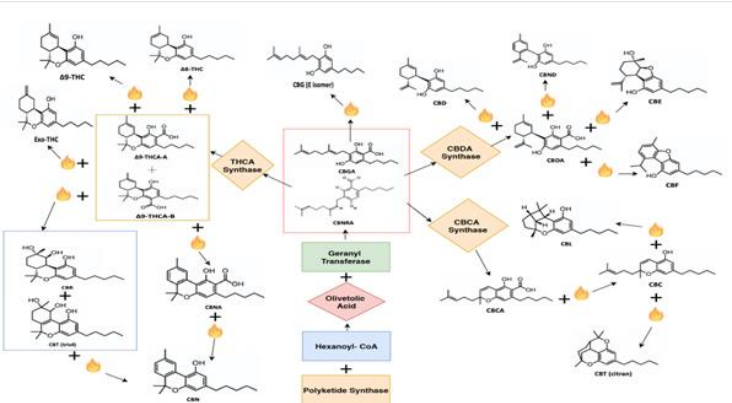 Δ9-THC
Δ8-THC
CBG (E isomer)
CBD
CBND
CBE
Exo-THC
Δ9-THCA-A
Δ9-THCA-B
THCA
Synthase
CBGA
CBNRA
CBDA
Synthase
CBDA
CBF
CBCA
Synthase
CBL
Geranyl
Transferase
CBNA
CBCA
CBC
Olivetolic
Acid
CBT (triol)
Hexanoyl- CoA
CBT (citran)
CBN
Polyketide Synthase